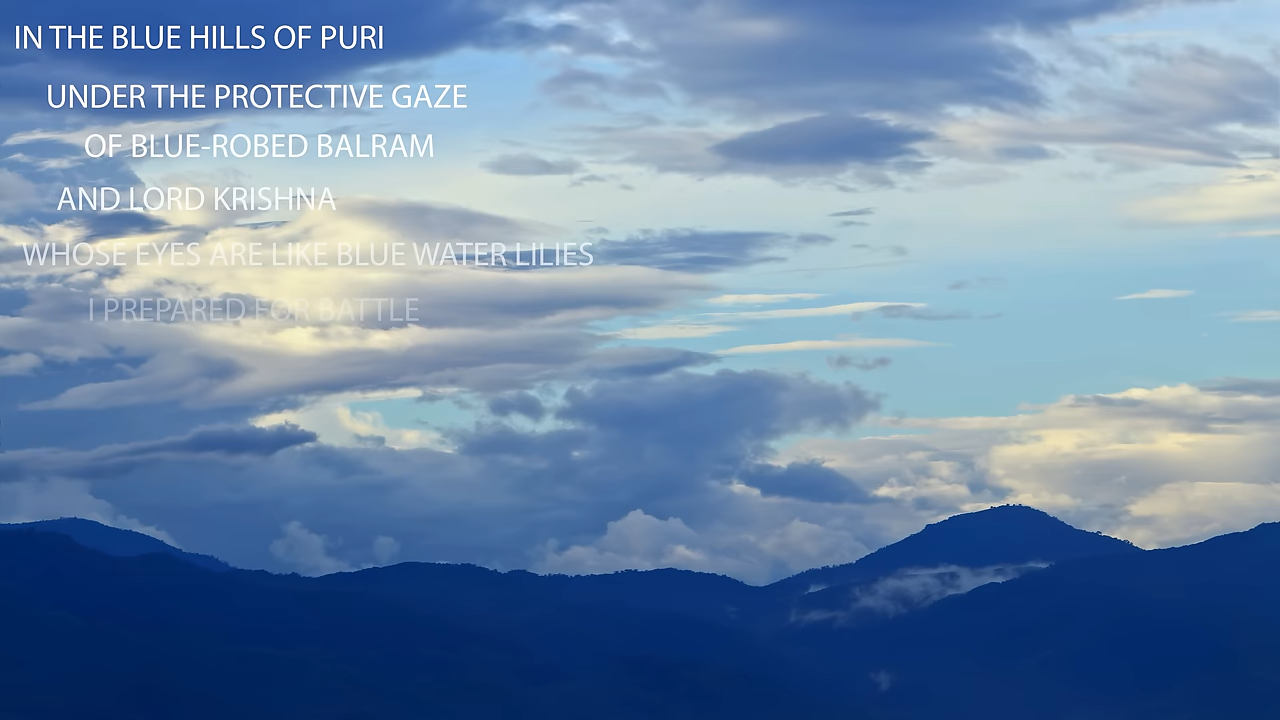 IN THE BLUE HILLS OF PURI
UNDER THE PROTECTIVE GAZE
OF BLUE-ROBED BALRAM
AND LORD KRISHNA
WHOSE EYES ARE LIKE BLUE WATER LILIES
I PREPARED FOR BATTLE